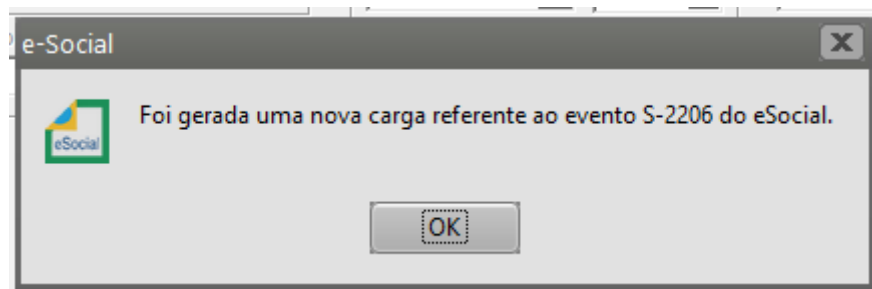 e-Social
eSocial
Foi gerada uma nova carga referente ao evento S-2206 do eSocial.
OK